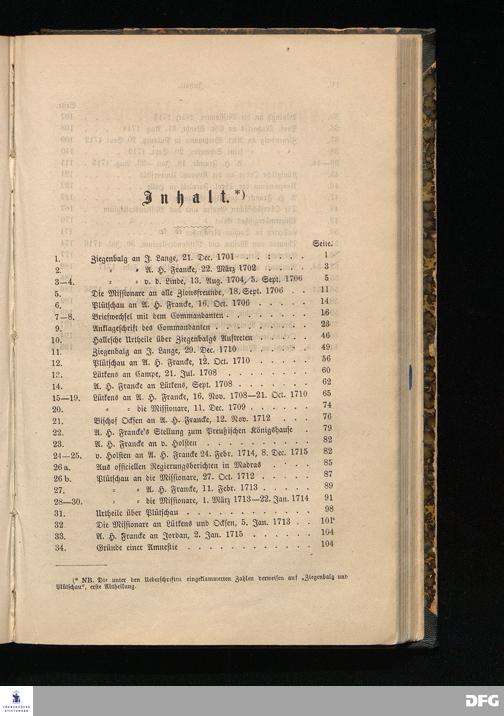 Inhalt.*)
Seite.
1. Ziegenbalg an J. Lange, 21. Dec. 1701 . . . . . . 1
2. „ A. H. Francke, 22. März 1702 . . . . . 3
3—4. „ v. d. Linde, 13. Aug. 1704, 5. Sept. 1706 5
5. Die Missionare an alle Zionsfreunde, 18. Sept. 1706 . . 11
6. Plütschau an A. H. Francke, 16. Oct. 1706 . . . . . 14
7—8. Briefwechsel mit dem Commandanten . . . . . . . 16
9. Anklageschrift des Commandanten . . . . . . . . 23
10. Hallesche Urtheile über Ziegenbalgs Auftreten . . . . . 46
11. Ziegenbalg an J. Lange, 29. Dec. 1710 . . . . . . 49
12. Plütschau an A. H. Francke, 12. Oct. 1710 . . . . . 56
13. Lütkens an Campe, 21. Jul. 1708 . . . . . . . 60
14. A. H. Francke an Lütkens, Sept. 1708 . . . . . . 62
15—19. Lütkens an A. H. Francke, 16. Nov. 1708—21. Oct. 1710 65
20. „ „ die Missionare, 11. Dec. 1709 . . . . . 74
21. Bischof Ocksen an A. H. Francke, 12. Nov. 1712 . . . 76
22. A. H. Francke's Stellung zum Preußischen Königshause . 79
23. A. H. Francke an v. Holsten . . . . . . . . . 82
24—25. v. Holsten an A. H. Francke 24. Febr. 1714, 8. Dec. 1715 82
26 a. Aus officiellen Regierungsberichten in Madras . . . . 85
26 b. Plütschau an die Missionare, 27. Oct. 1712 . . . . . 87
27. „ „ A. H. Francke, 11. Febr. 1713 . . . . . 89
28—30. „ „ die Missionare, 1. März 1713—22. Jan. 1714 91
31. Urtheile über Plütschau . . . . . . . . . . 98
32. Die Missionare an Lütkens und Ocksen, 5. Jan. 1713 . . 101
33. A. H. Francke an Jordan, 2. Jan. 1715 . . . . . . 104
34. Gründe einer Amnestie . . . . . . . . . . 104
(* NB. Die unter den Ueberschriften eingeklammerten Zahlen verweisen auf „Ziegenbalg und
Plütschau“, erste Abtheilung.
FRANCKESCHE
STIFTUNGEN
DFG